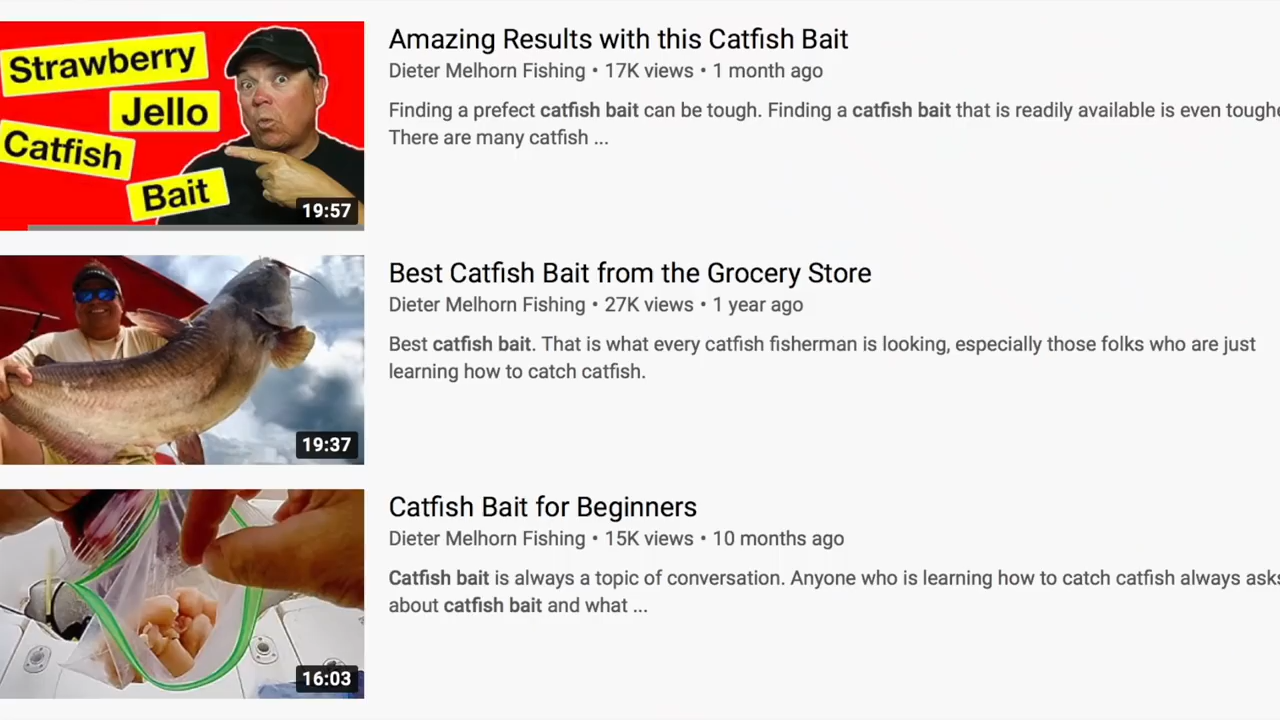 Strawberry
Jello
Catfish
Bait
19:57
Amazing Results with this Catfish Bait
Dieter Melhorn Fishing • 17K views • 1 month ago
Finding a prefect catfish bait can be tough. Finding a catfish bait that is readily available is even toughe
There are many catfish ...
19:37
Best Catfish Bait from the Grocery Store
Dieter Melhorn Fishing • 27K views • 1 year ago
Best catfish bait. That is what every catfish fisherman is looking, especially those folks who are just
learning how to catch catfish.
16:03
Catfish Bait for Beginners
Dieter Melhorn Fishing • 15K views • 10 months ago
Catfish bait is always a topic of conversation. Anyone who is learning how to catch catfish always asks
about catfish bait and what ...